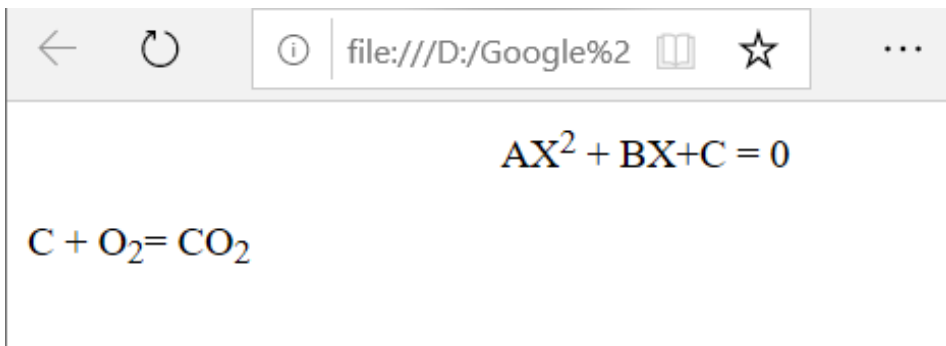 file:///D:/Google%2
AX² + BX+C = 0
C + O₂= CO₂